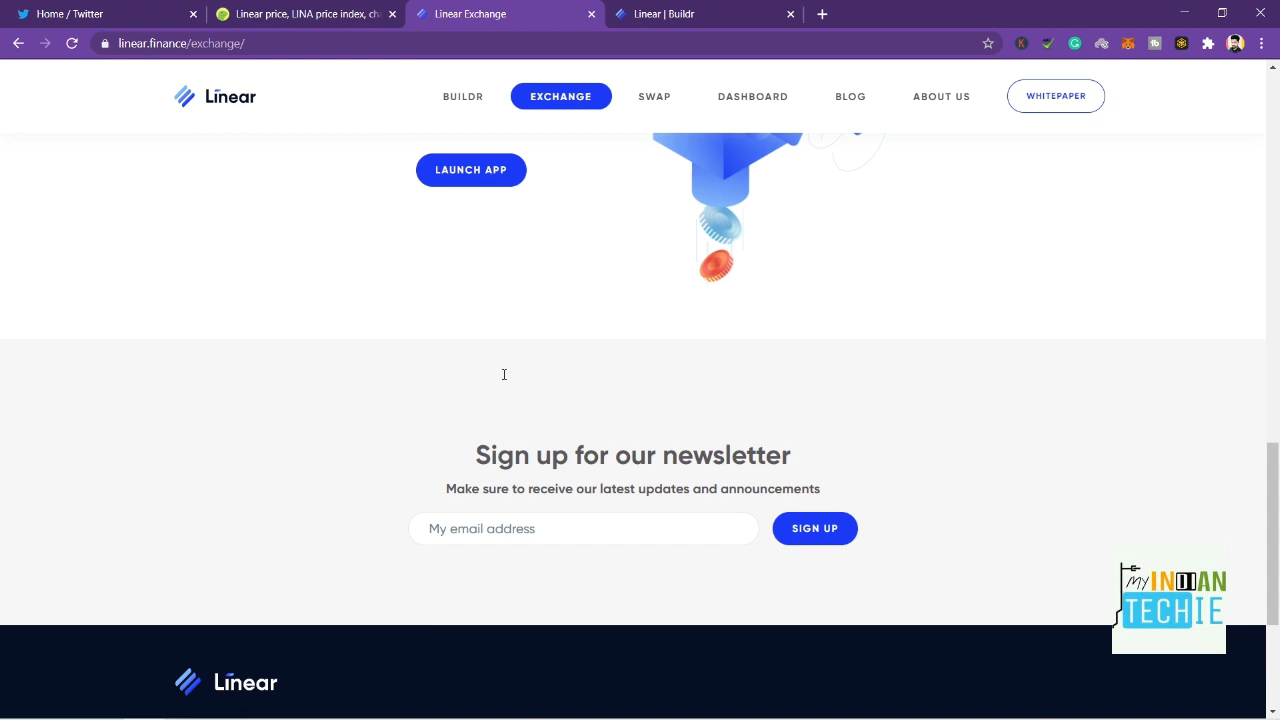 Home / Twitter
Linear price, LINA price index, ch
Linear Exchange
Linear | Buildr
linear.finance/exchange/
Linear
BUILDR
EXCHANGE
SWAP
DASHBOARD
BLOG
ABOUT US
WHITEPAPER
LAUNCH APP
Sign up for our newsletter
Make sure to receive our latest updates and announcements
My email address
SIGN UP
MY INDIAN
TECHIE
Linear